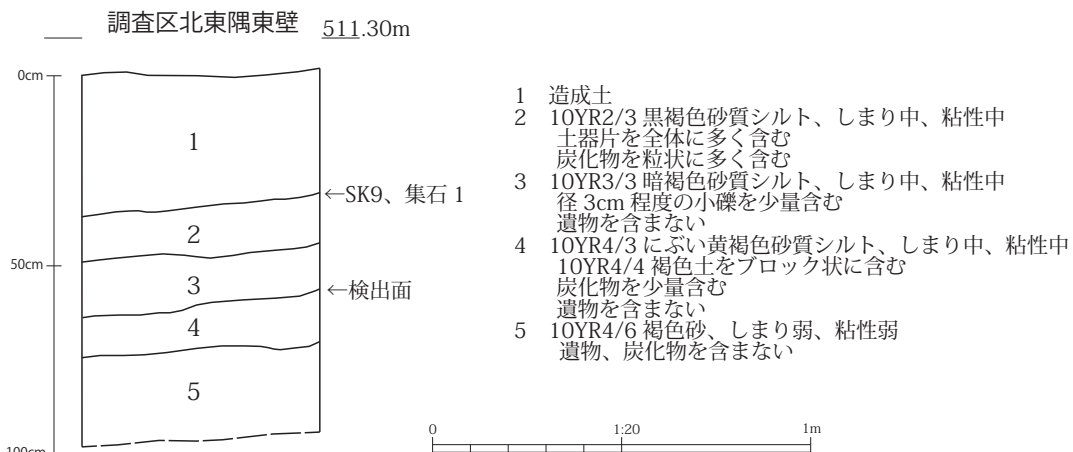 調査区北東隅東壁 511.30m
0cm
50cm
100cm
1
2
3
4
5
←SK9、集石 1
←検出面
1 造成土
2 10YR2/3 黒褐色砂質シルト、しまり中、粘性中
土器片を全体に多く含む
炭化物を粒状に多く含む
3 10YR3/3 暗褐色砂質シルト、しまり中、粘性中
径 3cm 程度の小礫を少量含む
遺物を含まない
4 10YR4/3 にぶい黄褐色砂質シルト、しまり中、粘性中
10YR4/4 褐色土をブロック状に含む
炭化物を少量含む
遺物を含まない
5 10YR4/6 褐色砂、しまり弱、粘性弱
遺物、炭化物を含まない
0 1:20 1m